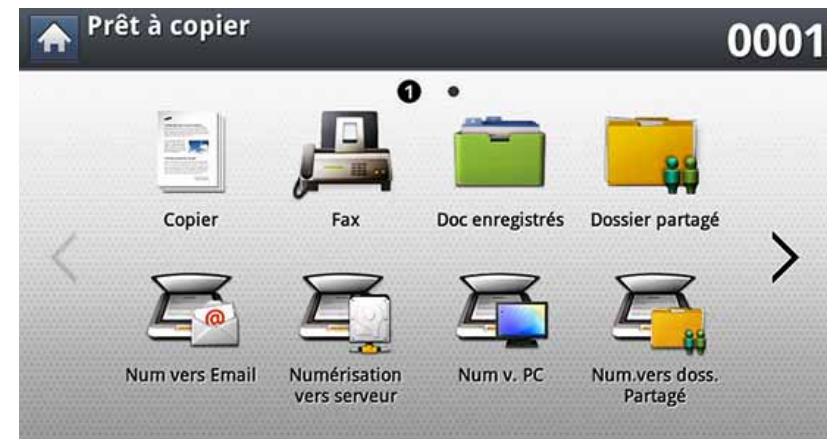 Prêt à copier
0001
1
Copier
Fax
Doc enregistrés
Dossier partagé
Num vers Email
Numérisation
vers serveur
Num v. PC
Num.vers doss.
Partagé